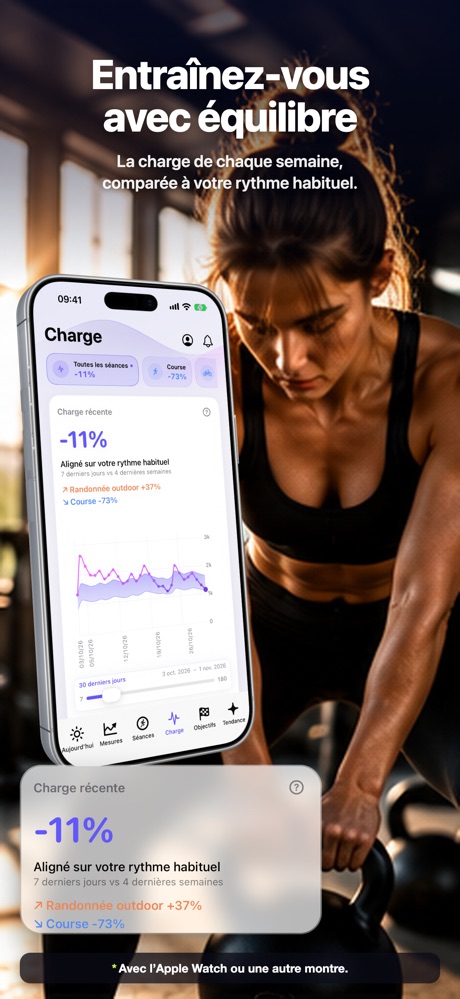 Entraînez-vous
avec équilibre
La charge de chaque semaine,
comparée à votre rythme habituel.
09:41
Charge
Toutes les séances *
-11%
Course
-73%
Charge récente
?
-11%
Aligné sur votre rythme habituel
7 derniers jours vs 4 dernières semaines
↗ Randonnée outdoor +37%
↘ Course -73%
3k
2k
1k
0
03/10/26
05/10/26
12/10/26
19/10/26
26/10/26
30 derniers jours
3 oct. 2026 – 1 nov. 2026
7
180
Aujourd'hui
Mesures
Séances
Charge
Objectifs
Tendance
Charge récente
?
-11%
Aligné sur votre rythme habituel
7 derniers jours vs 4 dernières semaines
↗ Randonnée outdoor +37%
↘ Course -73%
* Avec l’Apple Watch ou une autre montre.